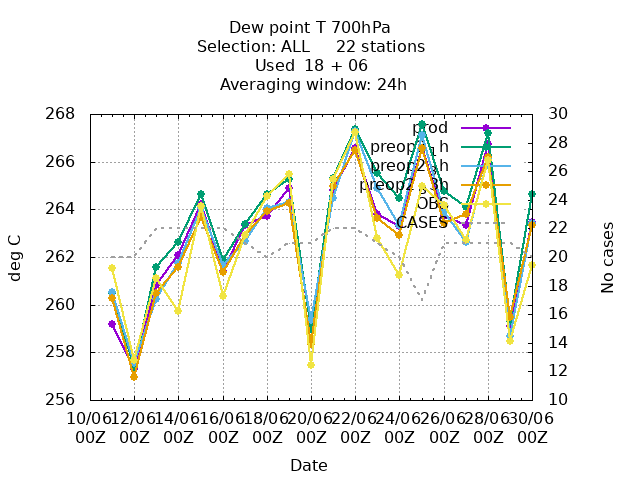 Dew point T 700hPa
Selection: ALL 22 stations
Used 18 + 06
Averaging window: 24h
268
266
264
262
260
258
256
deg C
30
28
26
24
22
20
18
16
14
12
10
No cases
prod
OBS
CASES
10/06 12/06 14/06 16/06 18/06 20/06 22/06 24/06 26/06 28/06 30/06
00Z 00Z 00Z 00Z 00Z 00Z 00Z 00Z 00Z 00Z 00Z
Date